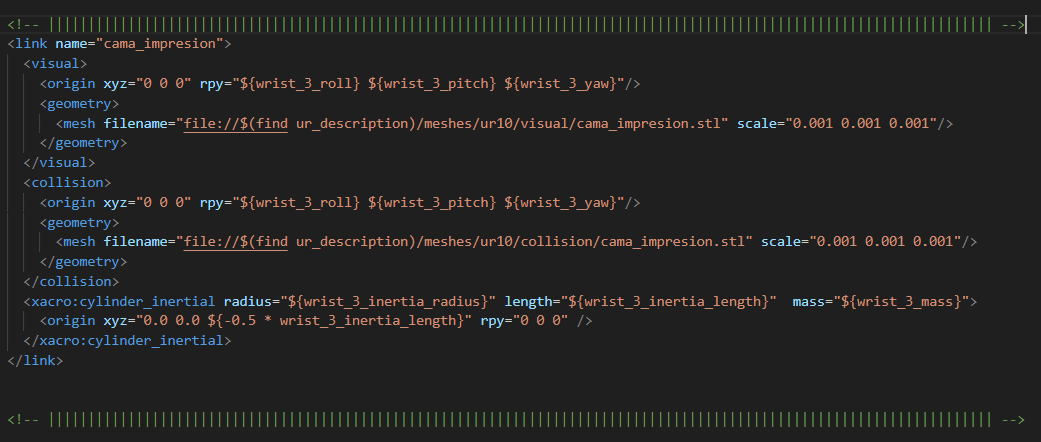 <!-- ||||||||||||||||||||||||||||||||||||||||||||||||||||||||||||||||||||||||||||||||||||||||||||||||||||||||||||||||||||||| -->
<link name="cama_impresion">
<visual>
<origin xyz="0 0 0" rpy="${wrist_3_roll} ${wrist_3_pitch} ${wrist_3_yaw}"/>
<geometry>
<mesh filename="file://$(find ur_description)/meshes/ur10/visual/cama_impresion.stl" scale="0.001 0.001 0.001"/>
</geometry>
</visual>
<collision>
<origin xyz="0 0 0" rpy="${wrist_3_roll} ${wrist_3_pitch} ${wrist_3_yaw}"/>
<geometry>
<mesh filename="file://$(find ur_description)/meshes/ur10/collision/cama_impresion.stl" scale="0.001 0.001 0.001"/>
</geometry>
</collision>
<xacro:cylinder_inertial radius="${wrist_3_inertia_radius}" length="${wrist_3_inertia_length}"  mass="${wrist_3_mass}">
<origin xyz="0.0 0.0 ${-0.5 * wrist_3_inertia_length}" rpy="0 0 0" />
</xacro:cylinder_inertial>
</link>
<!-- ||||||||||||||||||||||||||||||||||||||||||||||||||||||||||||||||||||||||||||||||||||||||||||||||||||||||||||||||||||||| -->